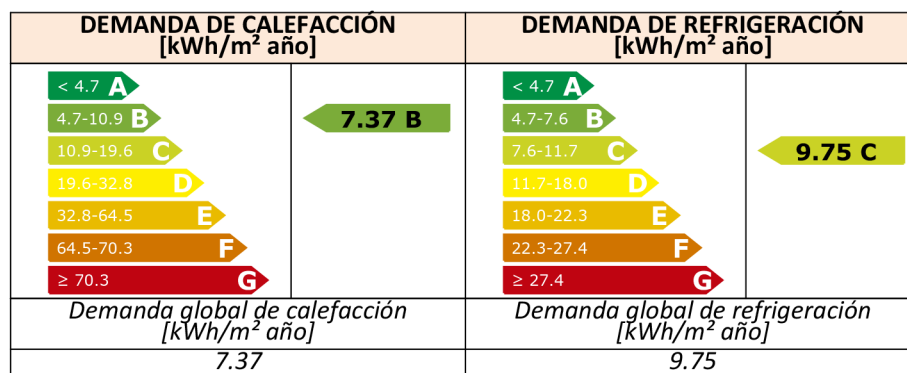 DEMANDA DE CALEFACCIÓN
[kWh/m² año]
DEMANDA DE REFRIGERACIÓN
[kWh/m² año]
< 4.7 A
4.7-10.9 B
10.9-19.6 C
19.6-32.8 D
32.8-64.5 E
64.5-70.3 F
≥ 70.3 G
7.37 B
< 4.7 A
4.7-7.6 B
7.6-11.7 C
11.7-18.0 D
18.0-22.3 E
22.3-27.4 F
≥ 27.4 G
9.75 C
Demanda global de calefacción
[kWh/m² año]
Demanda global de refrigeración
[kWh/m² año]
7.37
9.75